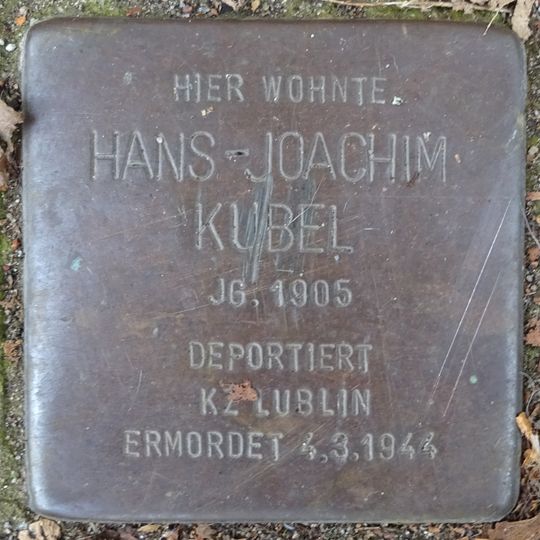 HIER WOHNTE
HANS-JOACHIM
KUBEL
JG. 1905
DEPORTIERT
KZ LUBLIN
ERMORDET 4.3.1944